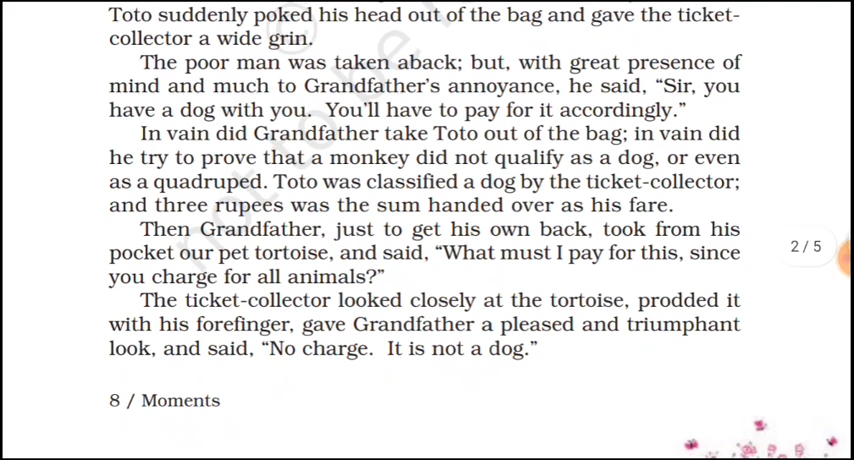 Toto suddenly poked his head out of the bag and gave the ticket-
collector a wide grin.
The poor man was taken aback; but, with great presence of
mind and much to Grandfather's annoyance, he said, “Sir, you
have a dog with you.  You'll have to pay for it accordingly.”
In vain did Grandfather take Toto out of the bag; in vain did
he try to prove that a monkey did not qualify as a dog, or even
as a quadruped. Toto was classified a dog by the ticket-collector;
and three rupees was the sum handed over as his fare.
Then Grandfather, just to get his own back, took from his
pocket our pet tortoise, and said, “What must I pay for this, since
you charge for all animals?”
The ticket-collector looked closely at the tortoise, prodded it
with his forefinger, gave Grandfather a pleased and triumphant
look, and said, “No charge.  It is not a dog.”
8 / Moments
2 / 5
not to be